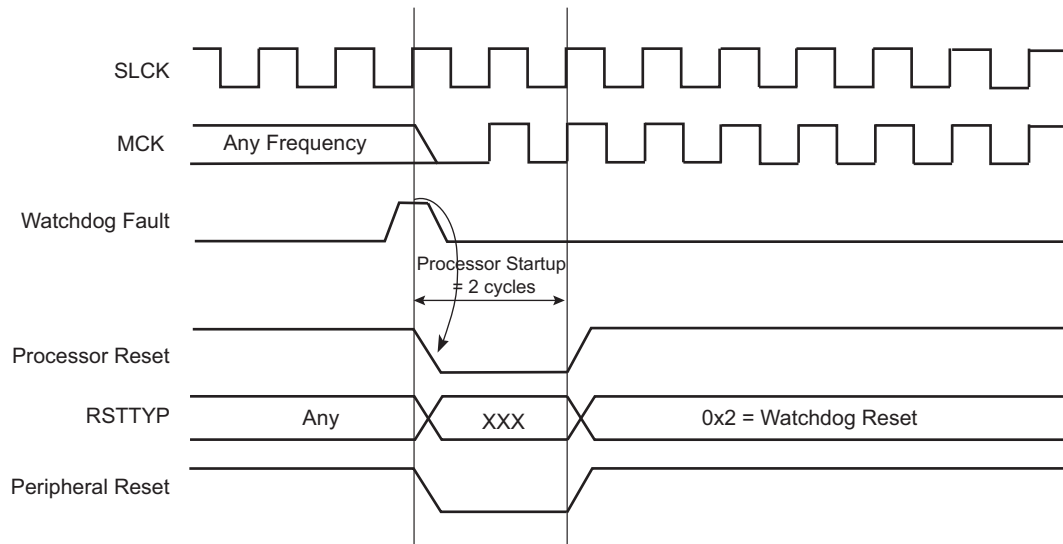 SLCK
MCK
Any Frequency
Watchdog Fault
Processor Startup
= 2 cycles
Processor Reset
RSTTYP
Any
XXX
0x2 = Watchdog Reset
Peripheral Reset